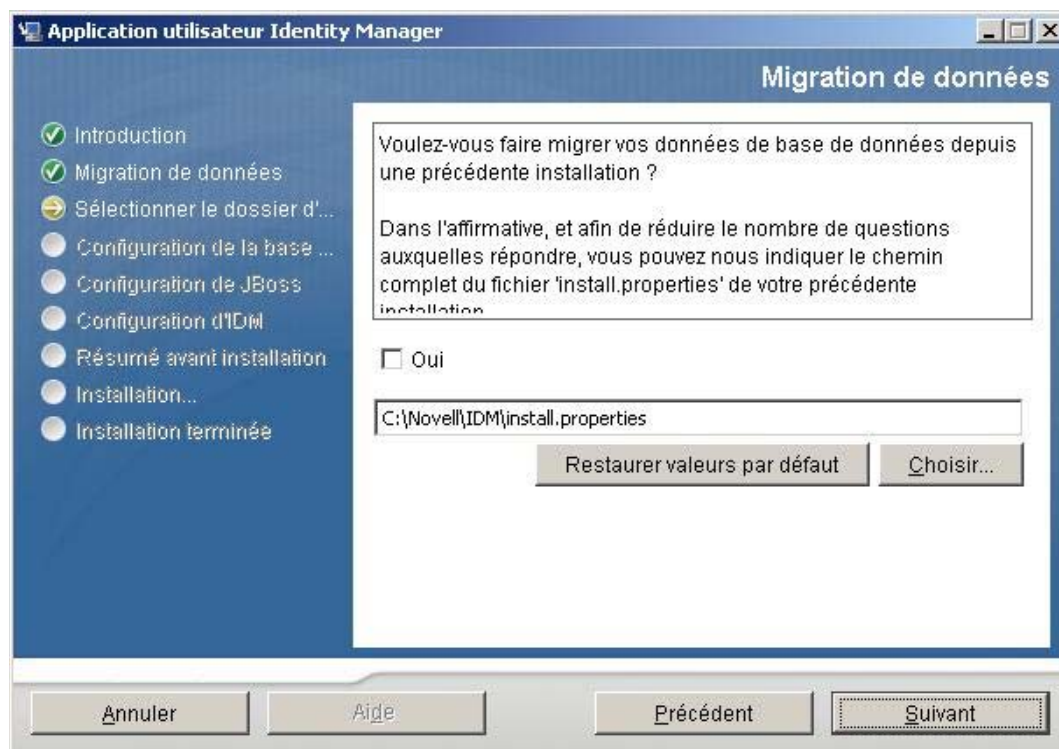 Application utilisateur Identity Manager
Migration de données
Introduction
Migration de données
Sélectionner le dossier d'...
Configuration de la base ...
Configuration de JBoss
Configuration d'IDM
Résumé avant installation
Installation...
Installation terminée
Voulez-vous faire migrer vos données de base de données depuis
une précédente installation ?
Dans l'affirmative, et afin de réduire le nombre de questions
auxquelles répondre, vous pouvez nous indiquer le chemin
complet du fichier 'install.properties' de votre précédente
installation
Oui
C:\Novell\IDM\install.properties
Restaurer valeurs par défaut
Choisir...
Annuler
Aide
Précédent
Suivant